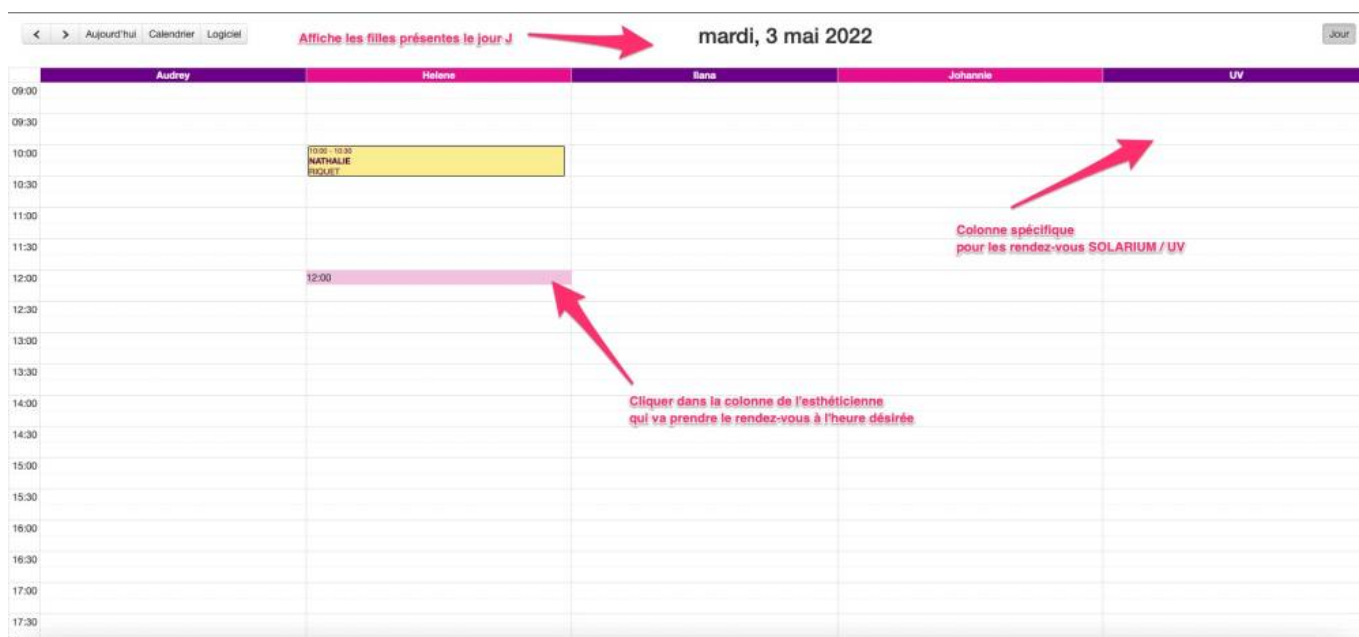 Aujourd'hui Calendrier Logiciel
Affiche les filles présentes le jour J
mardi, 3 mai 2022
Jour
Audrey Helene Ilana Johannie UV
09:00
09:30
10:00
10:00 - 10:30
NATHALIE
RIQUET
10:30
11:00
Colonne spécifique
pour les rendez-vous SOLARIUM / UV
11:30
12:00 12:00
12:30
13:00
13:30
14:00
Cliquer dans la colonne de l'esthéticienne
qui va prendre le rendez-vous à l'heure désirée
14:30
15:00
15:30
16:00
16:30
17:00
17:30